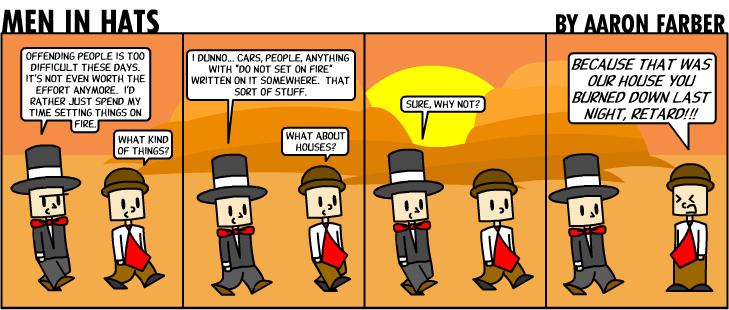 MEN IN HATS
BY AARON FARBER
OFFENDING PEOPLE IS TOO
DIFFICULT THESE DAYS.
IT'S NOT EVEN WORTH THE
EFFORT ANYMORE. I'D
RATHER JUST SPEND MY
TIME SETTING THINGS ON
FIRE.
WHAT KIND
OF THINGS?
I DUNNO... CARS, PEOPLE, ANYTHING
WITH "DO NOT SET ON FIRE"
WRITTEN ON IT SOMEWHERE. THAT
SORT OF STUFF.
WHAT ABOUT
HOUSES?
SURE, WHY NOT?
BECAUSE THAT WAS
OUR HOUSE YOU
BURNED DOWN LAST
NIGHT, RETARD!!!